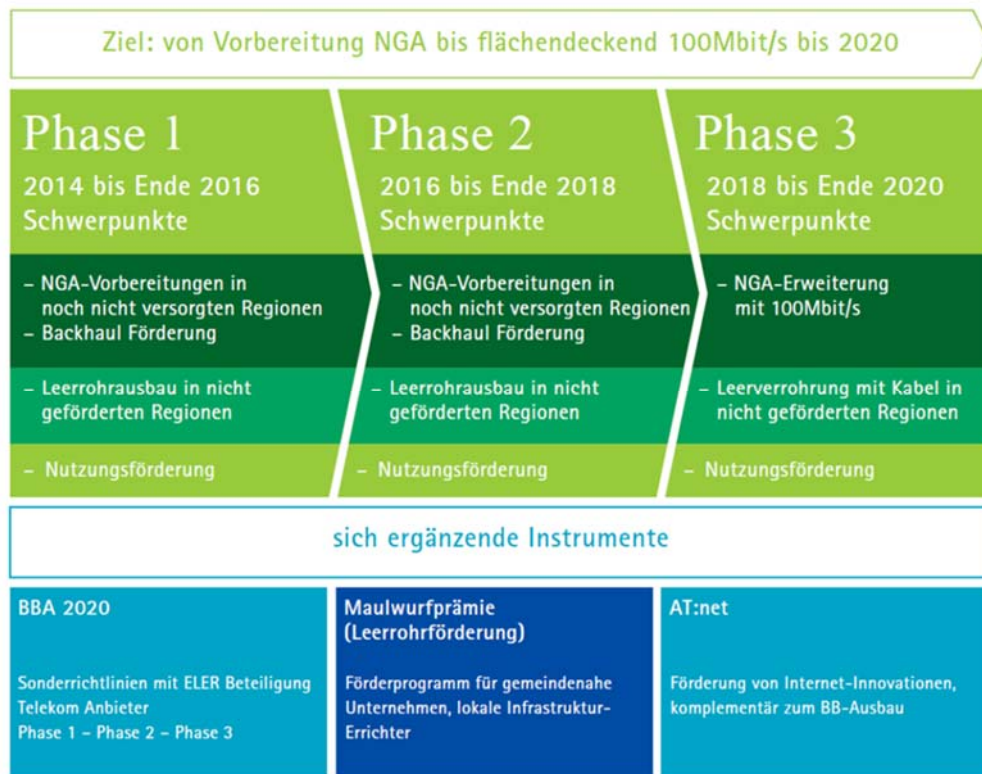 Ziel: von Vorbereitung NGA bis flächendeckend 100Mbit/s bis 2020
Phase 1
2014 bis Ende 2016
Schwerpunkte
– NGA-Vorbereitungen in
noch nicht versorgten Regionen
– Backhaul Förderung
– Leerrohrausbau in nicht
geförderten Regionen
– Nutzungsförderung
Phase 2
2016 bis Ende 2018
Schwerpunkte
– NGA-Vorbereitungen in
noch nicht versorgten Regionen
– Backhaul Förderung
– Leerrohrausbau in nicht
geförderten Regionen
– Nutzungsförderung
Phase 3
2018 bis Ende 2020
Schwerpunkte
– NGA-Erweiterung
mit 100Mbit/s
– Leerverrohrung mit Kabel in
nicht geförderten Regionen
– Nutzungsförderung
sich ergänzende Instrumente
BBA 2020
Sonderrichtlinien mit ELER Beteiligung
Telekom Anbieter
Phase 1 – Phase 2 – Phase 3
Maulwurfprämie
(Leerrohrförderung)
Förderprogramm für gemeindenahe
Unternehmen, lokale Infrastruktur-
Errichter
AT:net
Förderung von Internet-Innovationen,
komplementär zum BB-Ausbau